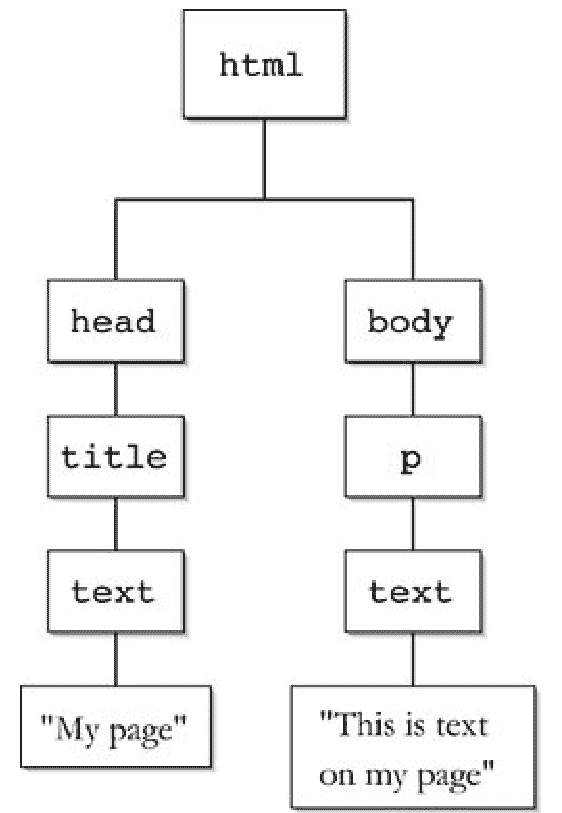 html
head
body
title
p
text
text
"My page"
"This is text
on my page"